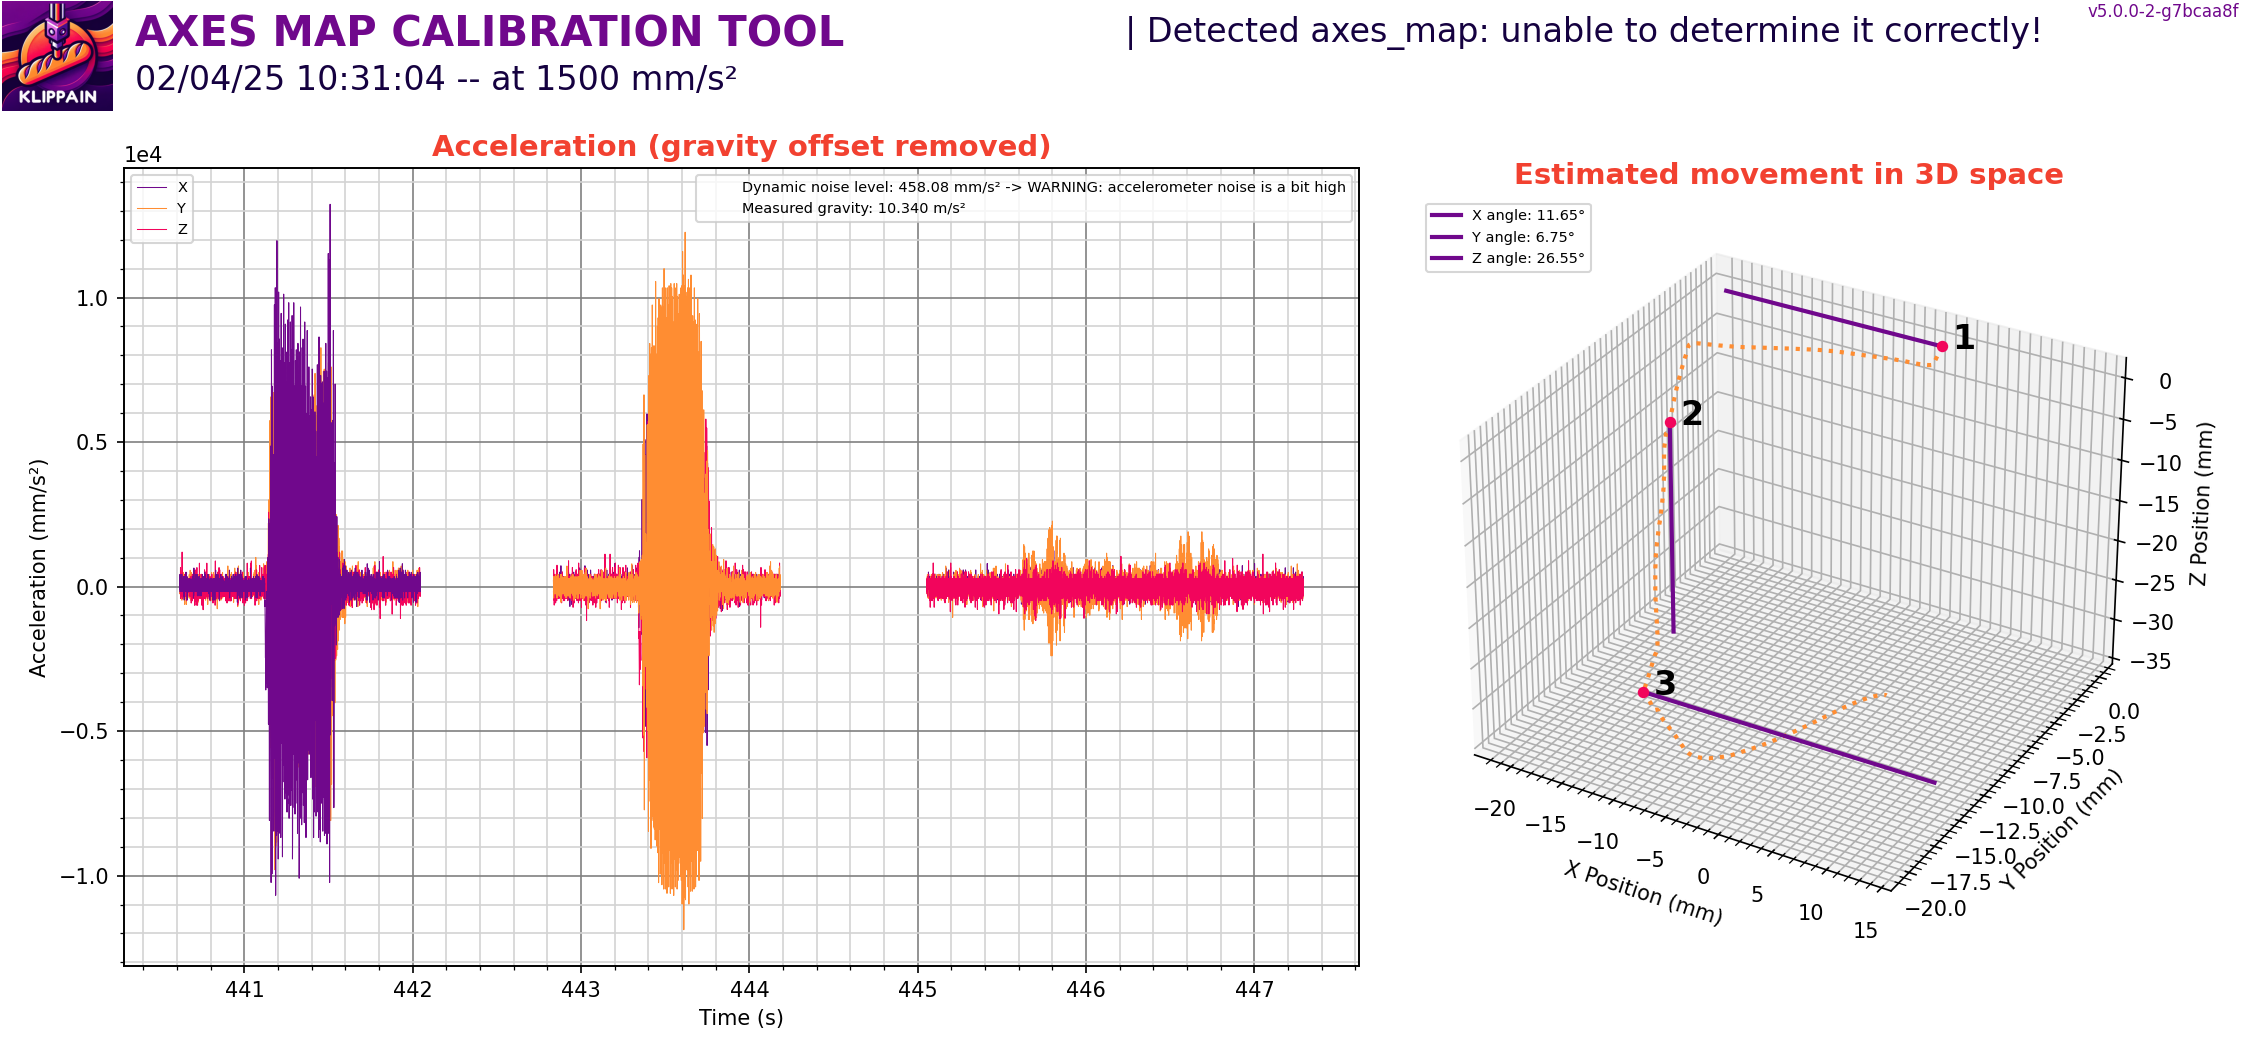 AXES MAP CALIBRATION TOOL
| Detected axes_map: unable to determine it correctly!
v5.0.0-2-g7bcaa8f
02/04/25 10:31:04 -- at 1500 mm/s²
KLIPPAIN
Acceleration (gravity offset removed)
1e4
X
Y
Z
Dynamic noise level: 458.08 mm/s² -> WARNING: accelerometer noise is a bit high
Measured gravity: 10.340 m/s²
1.0
0.5
0.0
−0.5
−1.0
Acceleration (mm/s²)
441 442 443 444 445 446 447
Time (s)
Estimated movement in 3D space
X angle: 11.65°
Y angle: 6.75°
Z angle: 26.55°
1
2
3
0
−5
−10
−15
−20
−25
−30
−35
Z Position (mm)
0.0
−2.5
−5.0
−7.5
−10.0
−12.5
−15.0
−17.5
−20.0
Y Position (mm)
−20
−15
−10
−5
0
5
10
15
X Position (mm)